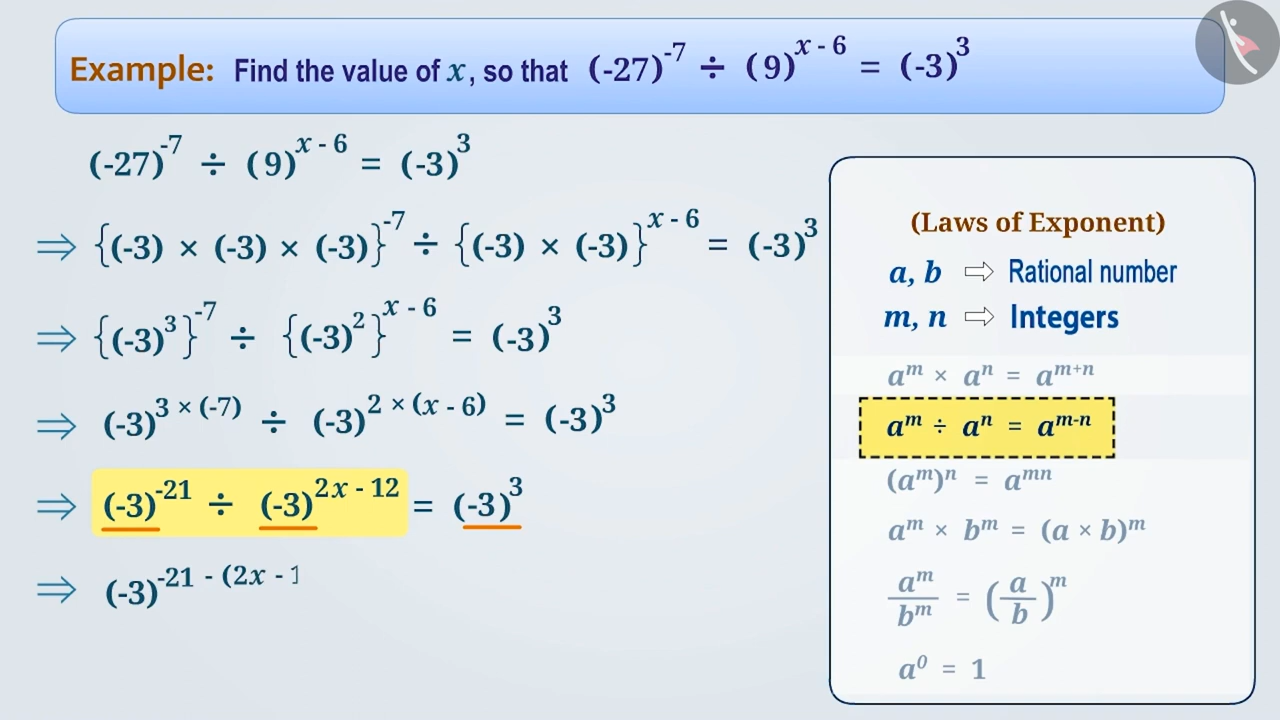 Example: Find the value of x, so that (-27)^-7 ÷ (9)^x - 6 = (-3)^3
(-27)^-7 ÷ (9)^x - 6 = (-3)^3
⇒ {(-3) × (-3) × (-3)}^-7 ÷ {(-3) × (-3)}^x - 6 = (-3)^3
⇒ {(-3)^3}^-7 ÷ {(-3)^2}^x - 6 = (-3)^3
⇒ (-3)^3 × (-7) ÷ (-3)^2 × (x - 6) = (-3)^3
⇒ (-3)^-21 ÷ (-3)^2x - 12 = (-3)^3
⇒ (-3)^-21 - (2x - 1
(Laws of Exponent)
a, b ⇨ Rational number
m, n ⇨ Integers
a^m × a^n = a^m+n
a^m ÷ a^n = a^m-n
(a^m)^n = a^mn
a^m × b^m = (a × b)^m
a^m/b^m = (a/b)^m
a^0 = 1